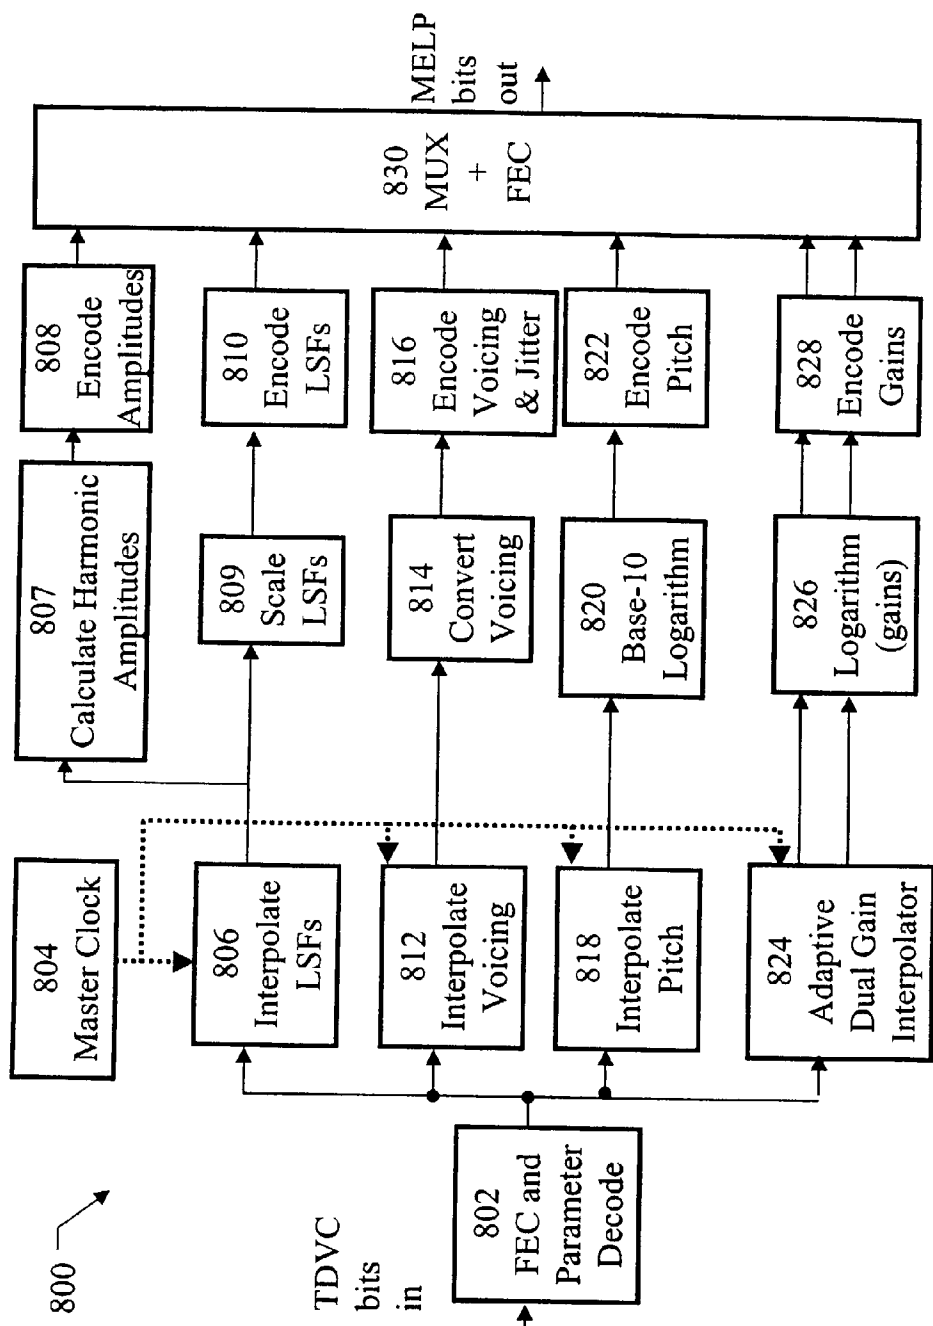 800
TDVC
bits
in
802
FEC and
Parameter
Decode
804
Master Clock
806
Interpolate
LSFs
812
Interpolate
Voicing
818
Interpolate
Pitch
824
Adaptive
Dual Gain
Interpolator
807
Calculate Harmonic
Amplitudes
809
Scale
LSFs
814
Convert
Voicing
820
Base-10
Logarithm
826
Logarithm
(gains)
808
Encode
Amplitudes
810
Encode
LSFs
816
Encode
Voicing
& Jitter
822
Encode
Pitch
828
Encode
Gains
830
MUX
+
FEC
MELP
bits
out